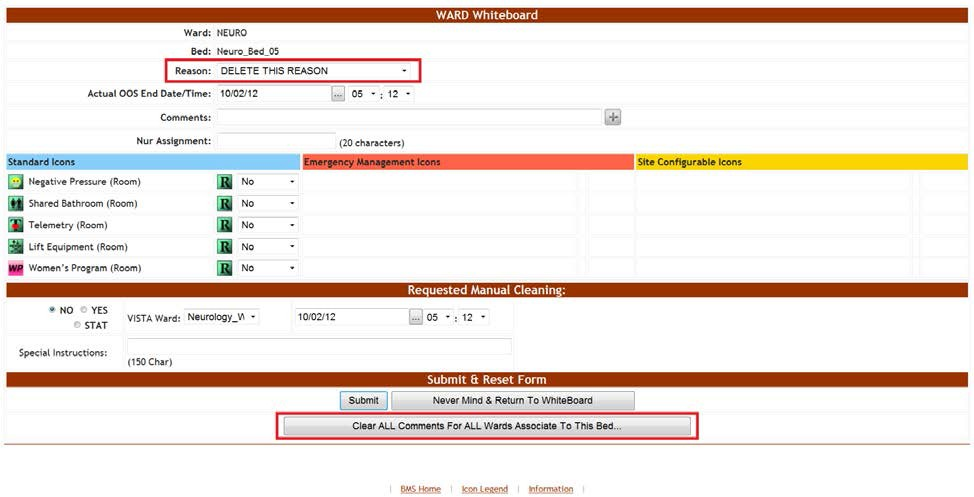 WARD Whiteboard
Ward: NEURO
Bed: Neuro_Bed_05
Reason: DELETE THIS REASON
Actual OOS End Date/Time: 10/02/12 ... 05 : 12
Comments:
Nur Assignment: (20 characters)
Standard Icons Emergency Management Icons Site Configurable Icons
Negative Pressure (Room) R No
Shared Bathroom (Room) R No
Telemetry (Room) R No
Lift Equipment (Room) R No
WP Women's Program (Room) R No
Requested Manual Cleaning:
NO YES
STAT
VISTA Ward: Neurology_W 10/02/12 ... 05 : 12
Special Instructions:
(150 Char)
Submit & Reset Form
Submit Never Mind & Return To WhiteBoard
Clear ALL Comments For ALL Wards Associate To This Bed...
| BMS Home | Icon Legend | Information |